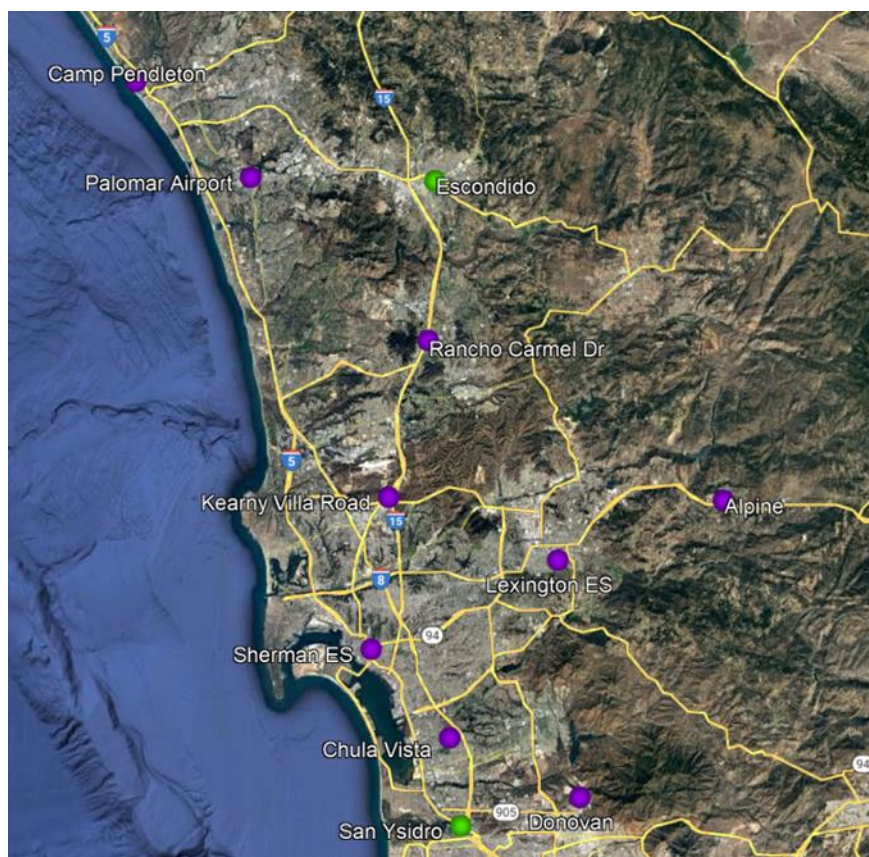 5
Camp Pendleton
15
Palomar Airport
Escondido
Rancho Carmel Dr
5
Kearny Villa Road
15
Alpine
8
Lexington ES
94
Sherman ES
Chula Vista
94
905
Donovan
San Ysidro